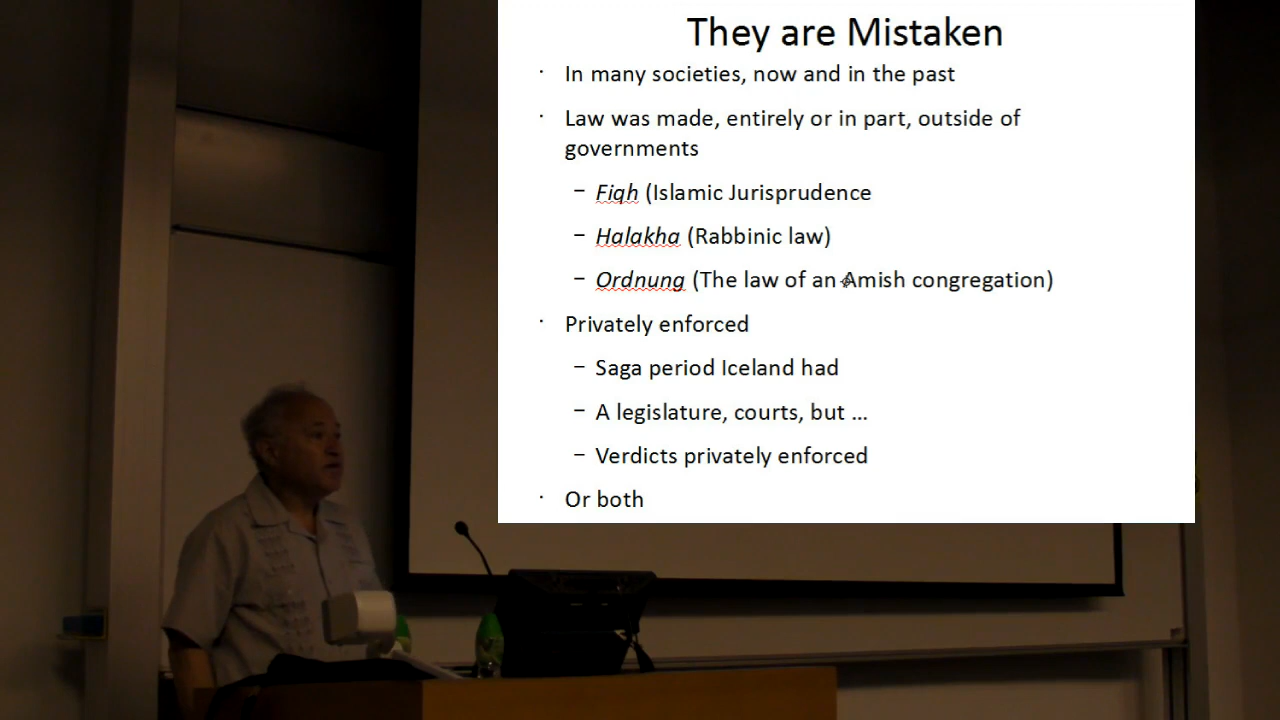 They are Mistaken
· In many societies, now and in the past
· Law was made, entirely or in part, outside of
governments
– Fiqh (Islamic Jurisprudence
– Halakha (Rabbinic law)
– Ordnung (The law of an Amish congregation)
· Privately enforced
– Saga period Iceland had
– A legislature, courts, but ...
– Verdicts privately enforced
· Or both